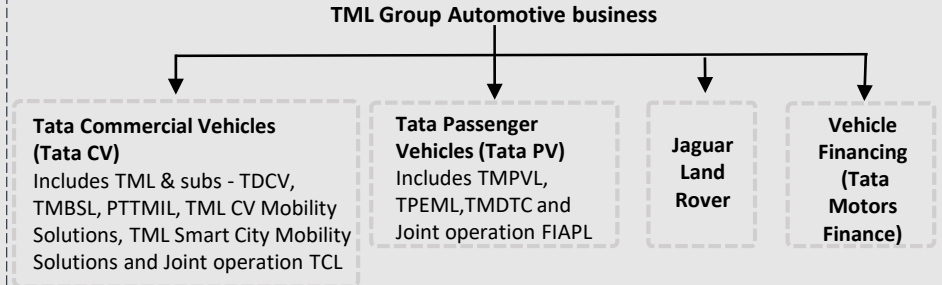 TML Group Automotive business
Tata Commercial Vehicles
(Tata CV)
Includes TML & subs - TDCV,
TMBSL, PTTMIL, TML CV Mobility
Solutions, TML Smart City Mobility
Solutions and Joint operation TCL
Tata Passenger
Vehicles (Tata PV)
Includes TMPVL,
TPEML,TMDTC and
Joint operation FIAPL
Jaguar
Land
Rover
Vehicle
Financing
(Tata
Motors
Finance)